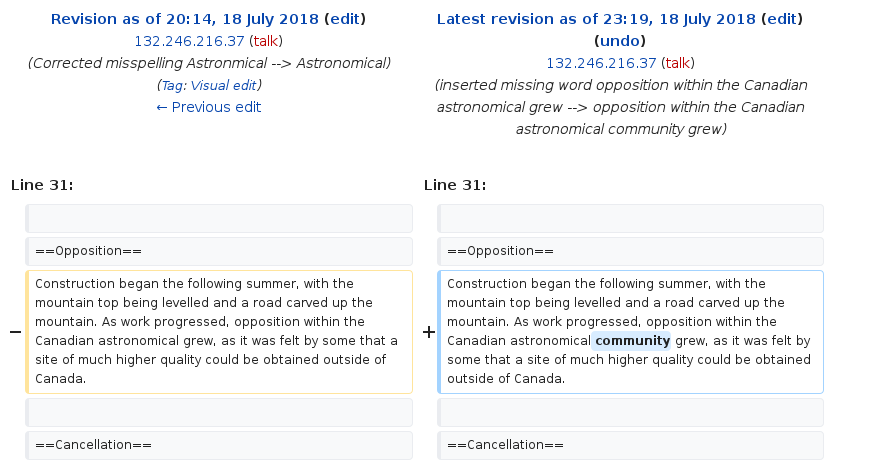 Revision as of 20:14, 18 July 2018 (edit)
132.246.216.37 (talk)
(Corrected misspelling Astronmical --> Astronomical)
(Tag: Visual edit)
← Previous edit
Latest revision as of 23:19, 18 July 2018 (edit)
(undo)
132.246.216.37 (talk)
(inserted missing word opposition within the Canadian
astronomical grew --> opposition within the Canadian
astronomical community grew)
Line 31:
==Opposition==
− Construction began the following summer, with the
mountain top being levelled and a road carved up the
mountain. As work progressed, opposition within the
Canadian astronomical grew, as it was felt by some that a
site of much higher quality could be obtained outside of
Canada.
==Cancellation==
Line 31:
==Opposition==
+ Construction began the following summer, with the
mountain top being levelled and a road carved up the
mountain. As work progressed, opposition within the
Canadian astronomical community grew, as it was felt by
some that a site of much higher quality could be obtained
outside of Canada.
==Cancellation==